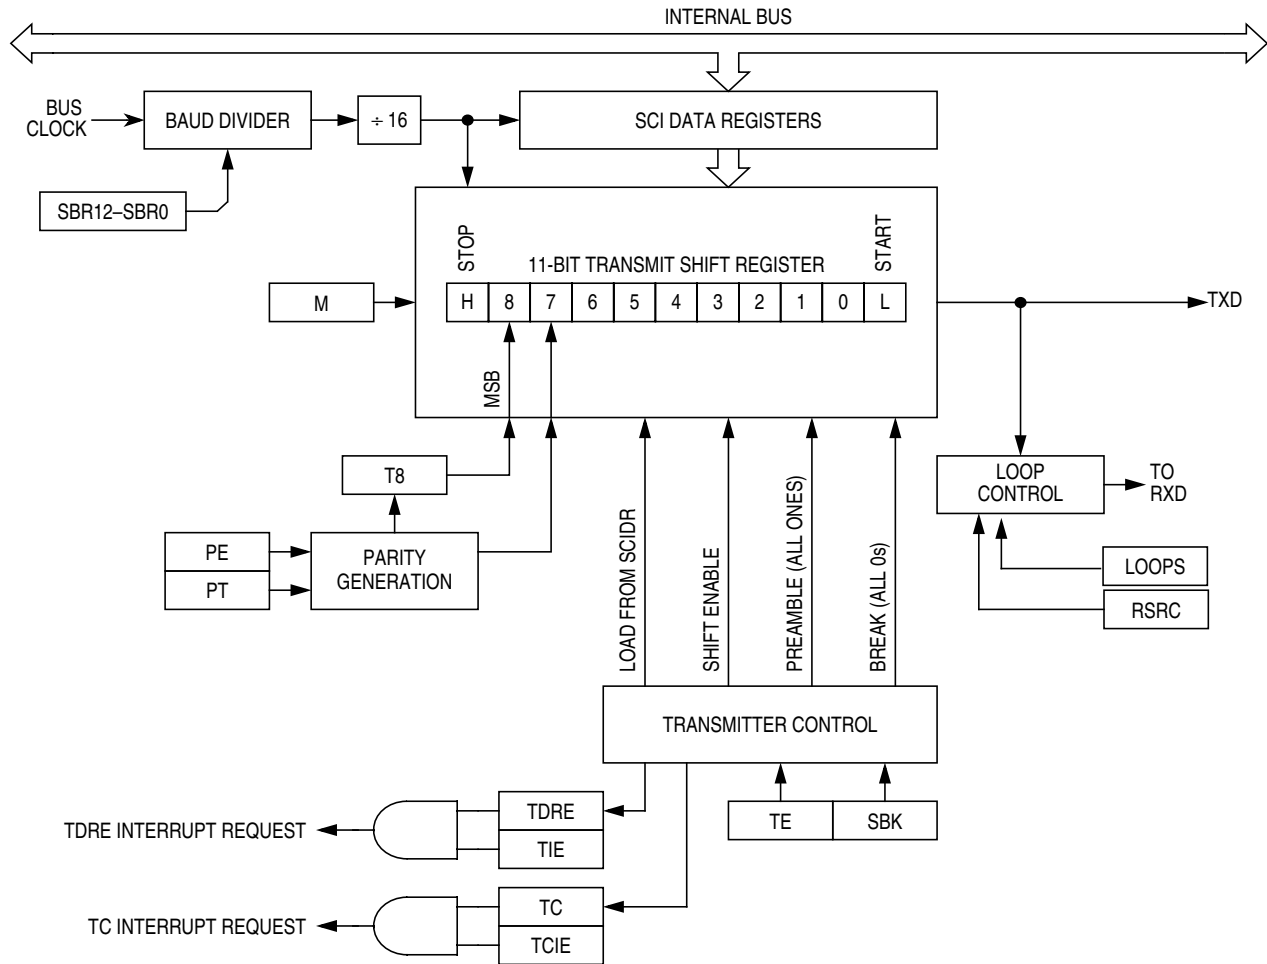 INTERNAL BUS
BUS
CLOCK
BAUD DIVIDER
÷ 16
SCI DATA REGISTERS
SBR12–SBR0
STOP
11-BIT TRANSMIT SHIFT REGISTER
START
M
H 8 7 6 5 4 3 2 1 0 L
TXD
MSB
T8
LOOP
CONTROL
TO
RXD
PE
PT
PARITY
GENERATION
LOAD FROM SCIDR
SHIFT ENABLE
PREAMBLE (ALL ONES)
BREAK (ALL 0s)
LOOPS
RSRC
TRANSMITTER CONTROL
TDRE INTERRUPT REQUEST
TDRE
TIE
TE
SBK
TC INTERRUPT REQUEST
TC
TCIE